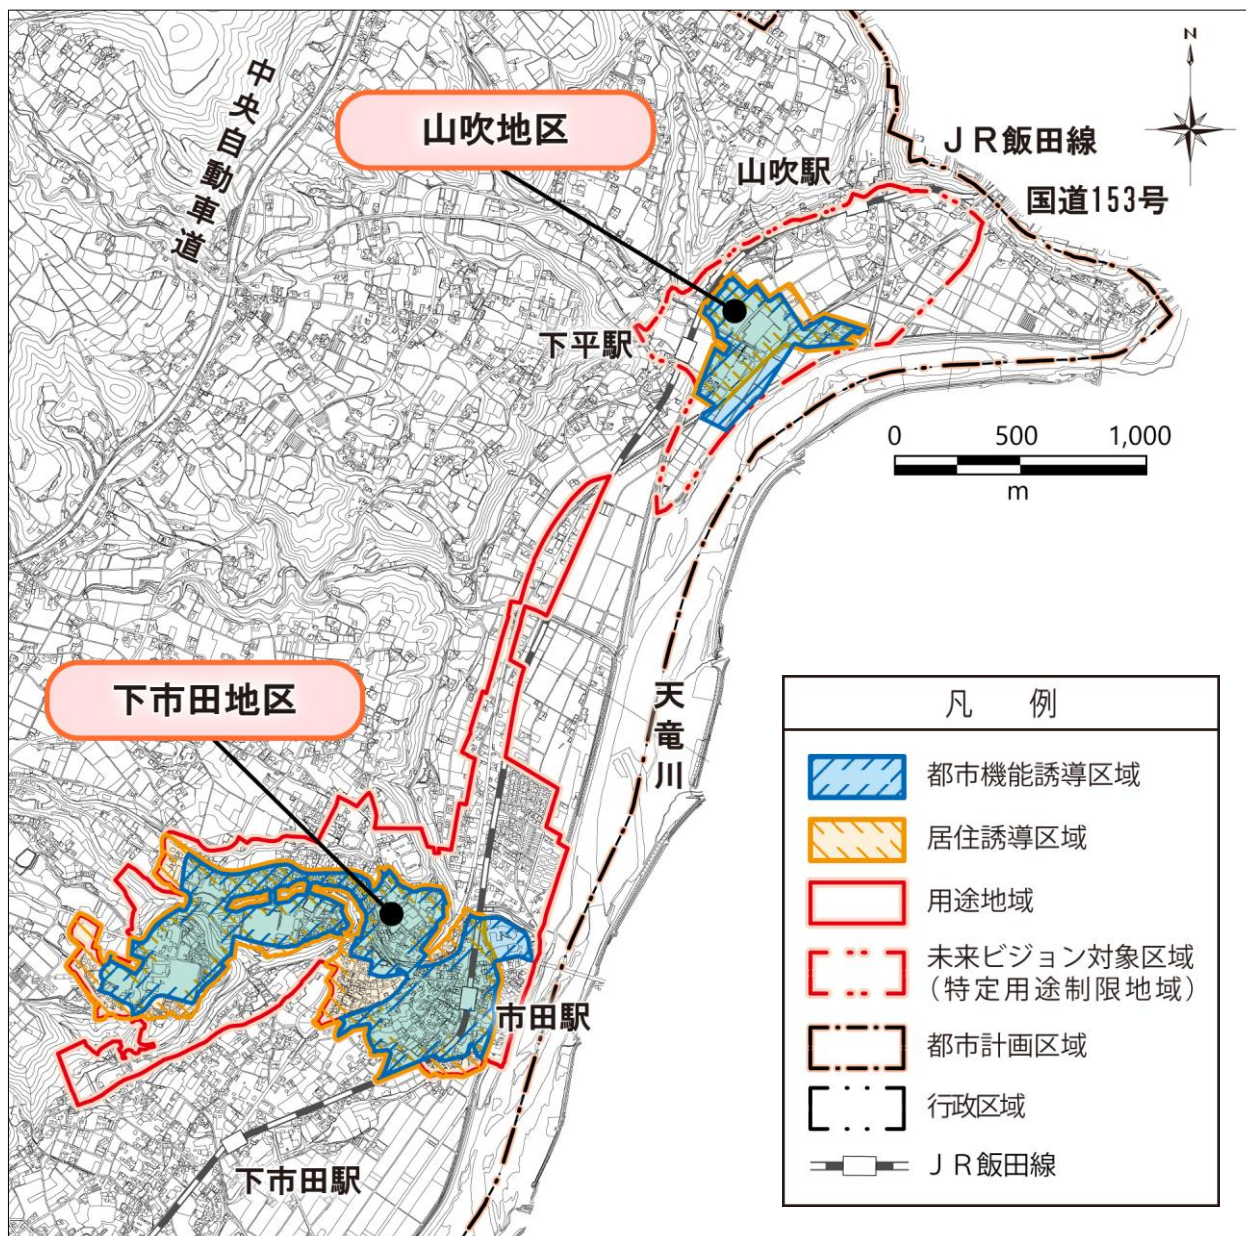 中央自動車道
山吹地区
N
JR飯田線
山吹駅
国道153号
下平駅
0 500 1,000
m
下市田地区
天竜川
市田駅
下市田駅
凡 例
都市機能誘導区域
居住誘導区域
用途地域
未来ビジョン対象区域
（特定用途制限地域）
都市計画区域
行政区域
JR飯田線